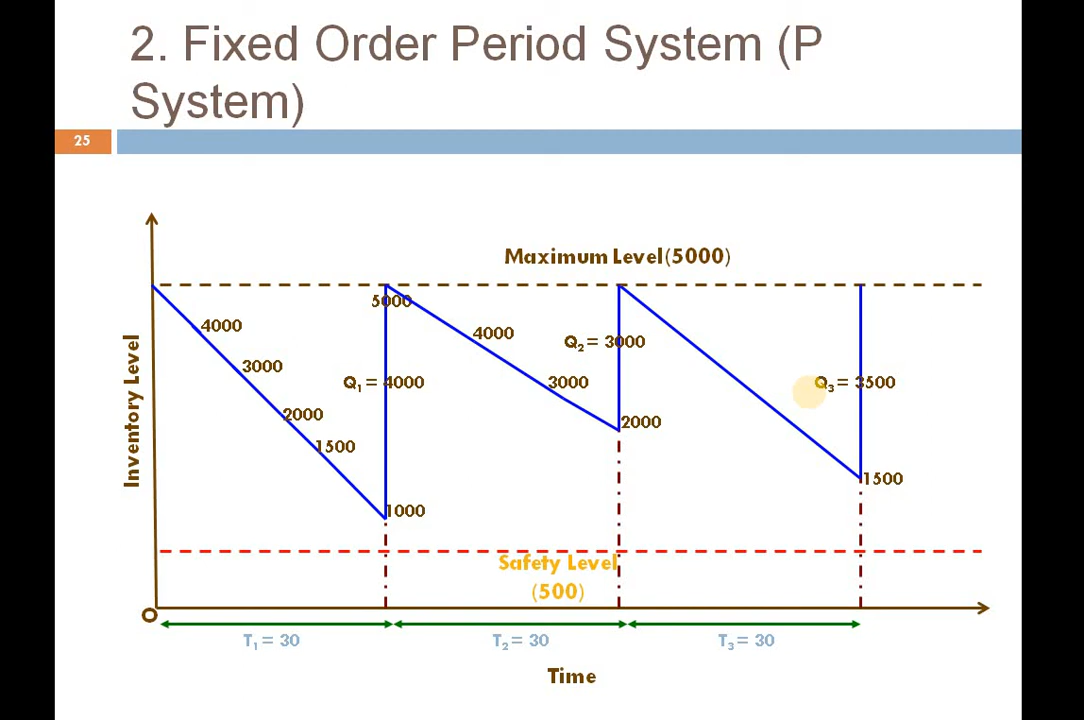 2. Fixed Order Period System (P
System)
25
Maximum Level(5000)
5000
4000
4000
Q₂ = 3000
3000
Q₁ = 4000
3000
Q₃ = 3500
2000
2000
1500
1500
1000
Inventory Level
Safety Level
(500)
O
T₁ = 30
T₂ = 30
T₃ = 30
Time